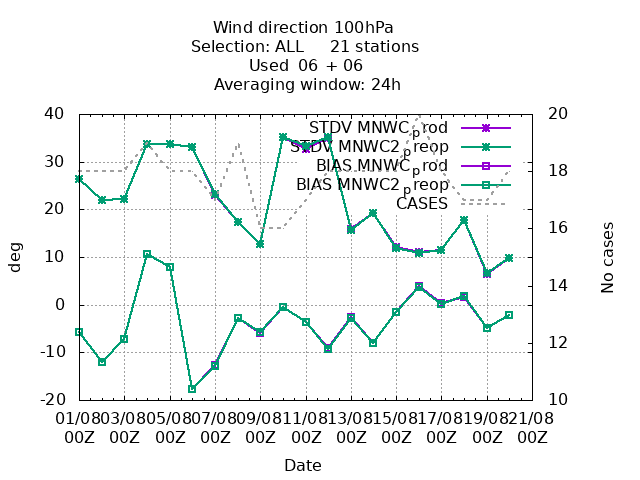 Wind direction 100hPa
Selection: ALL 21 stations
Used 06 + 06
Averaging window: 24h
40 20
STDV MNWC_prod
STDV MNWC2_preop
30
BIAS MNWC_prod
18
BIAS MNWC2_preop
CASES
20
16
deg
No cases
10
14
0
12
-10
-20 10
01/08 03/08 05/08 07/08 09/08 11/08 13/08 15/08 17/08 19/08 21/08
00Z 00Z 00Z 00Z 00Z 00Z 00Z 00Z 00Z 00Z 00Z
Date